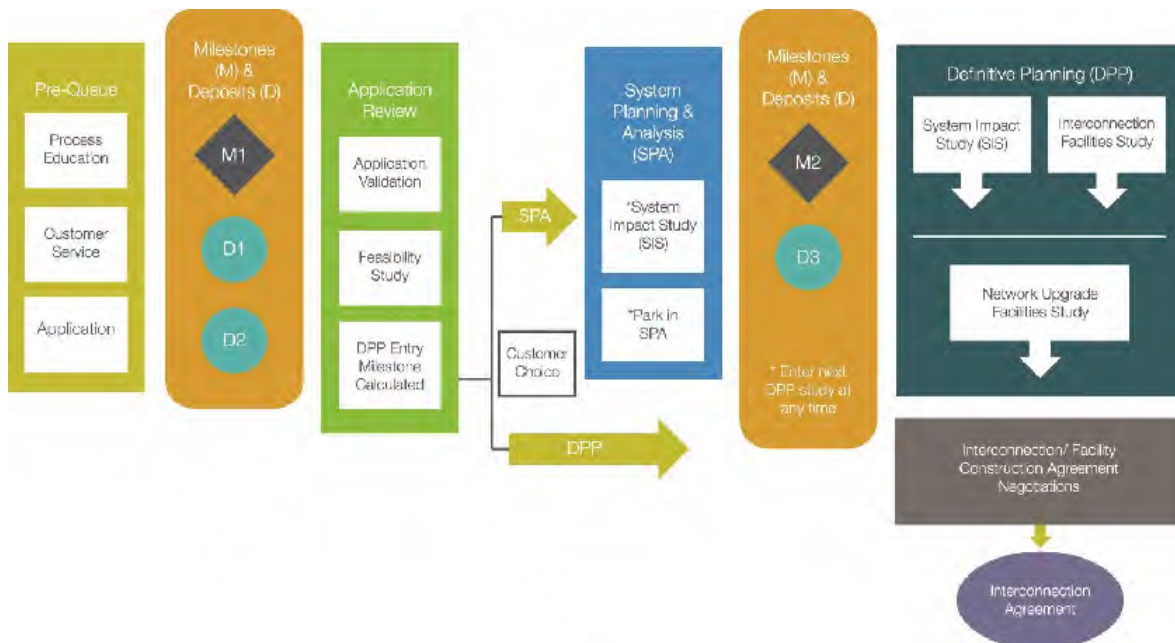 Pre-Queue
Process
Education
Customer
Service
Application
Milestones
(M) &
Deposits (D)
M1
D1
D2
Application
Review
Application
Validation
Feasibility
Study
DPP Entry
Milestone
Calculated
SPA
Customer
Choice
DPP
System
Planning &
Analysis
(SPA)
*System
Impact Study
(SIS)
*Park in
SPA
Milestones
(M) &
Deposits (D)
M2
D3
* Enter next
DPP study at
any time
Definitive Planning (DPP)
System Impact
Study (SIS)
Interconnection
Facilities Study
Network Upgrade
Facilities Study
Interconnection/ Facility
Construction Agreement
Negotiations
Interconnection
Agreement